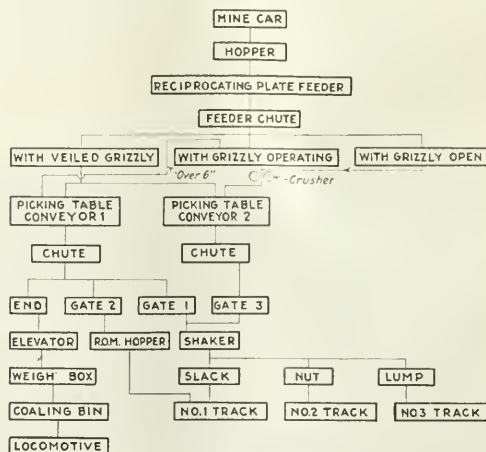 MINE CAR
HOPPER
RECIPROCATING PLATE FEEDER
FEEDER CHUTE
WITH VEILED GRIZZLY
WITH GRIZZLY OPERATING
WITH GRIZZLY OPEN
"Over 6"
-Crusher
PICKING TABLE
CONVEYOR 1
PICKING TABLE
CONVEYOR 2
CHUTE
CHUTE
END
GATE 2
GATE 1
GATE 3
ELEVATOR
R.O.M. HOPPER
SHAKER
WEIGH BOX
SLACK
NUT
LUMP
COALING BIN
NO.1 TRACK
NO.2 TRACK
NO3 TRACK
LOCOMOTIVE